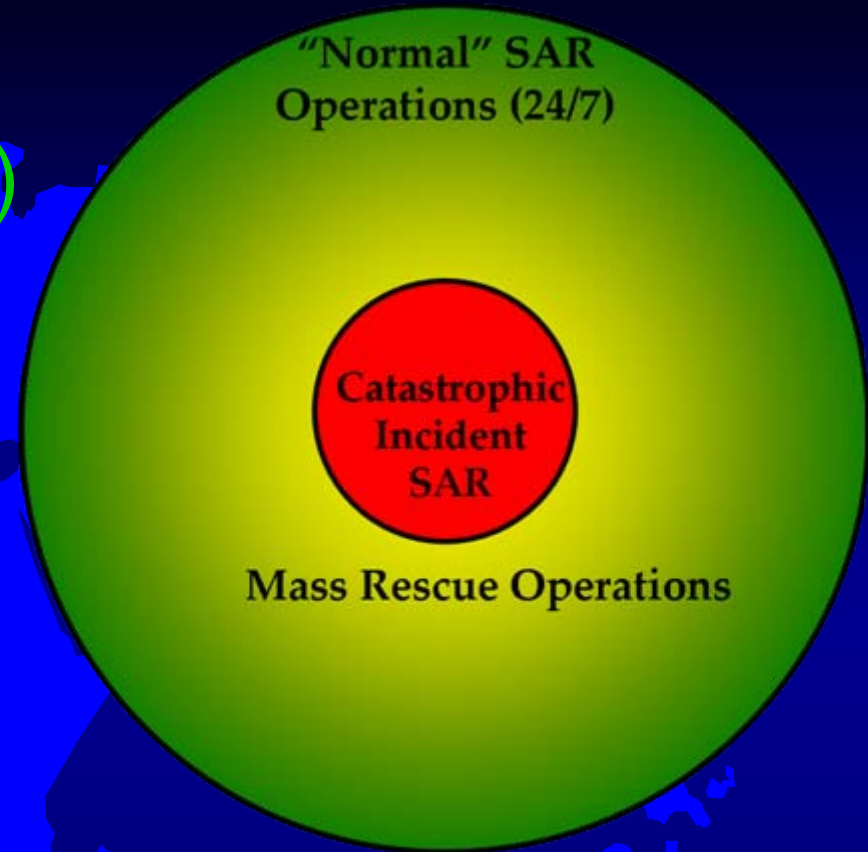 “Normal” SAR
Operations (24/7)
)
Catastrophic
Incident
SAR
Mass Rescue Operations